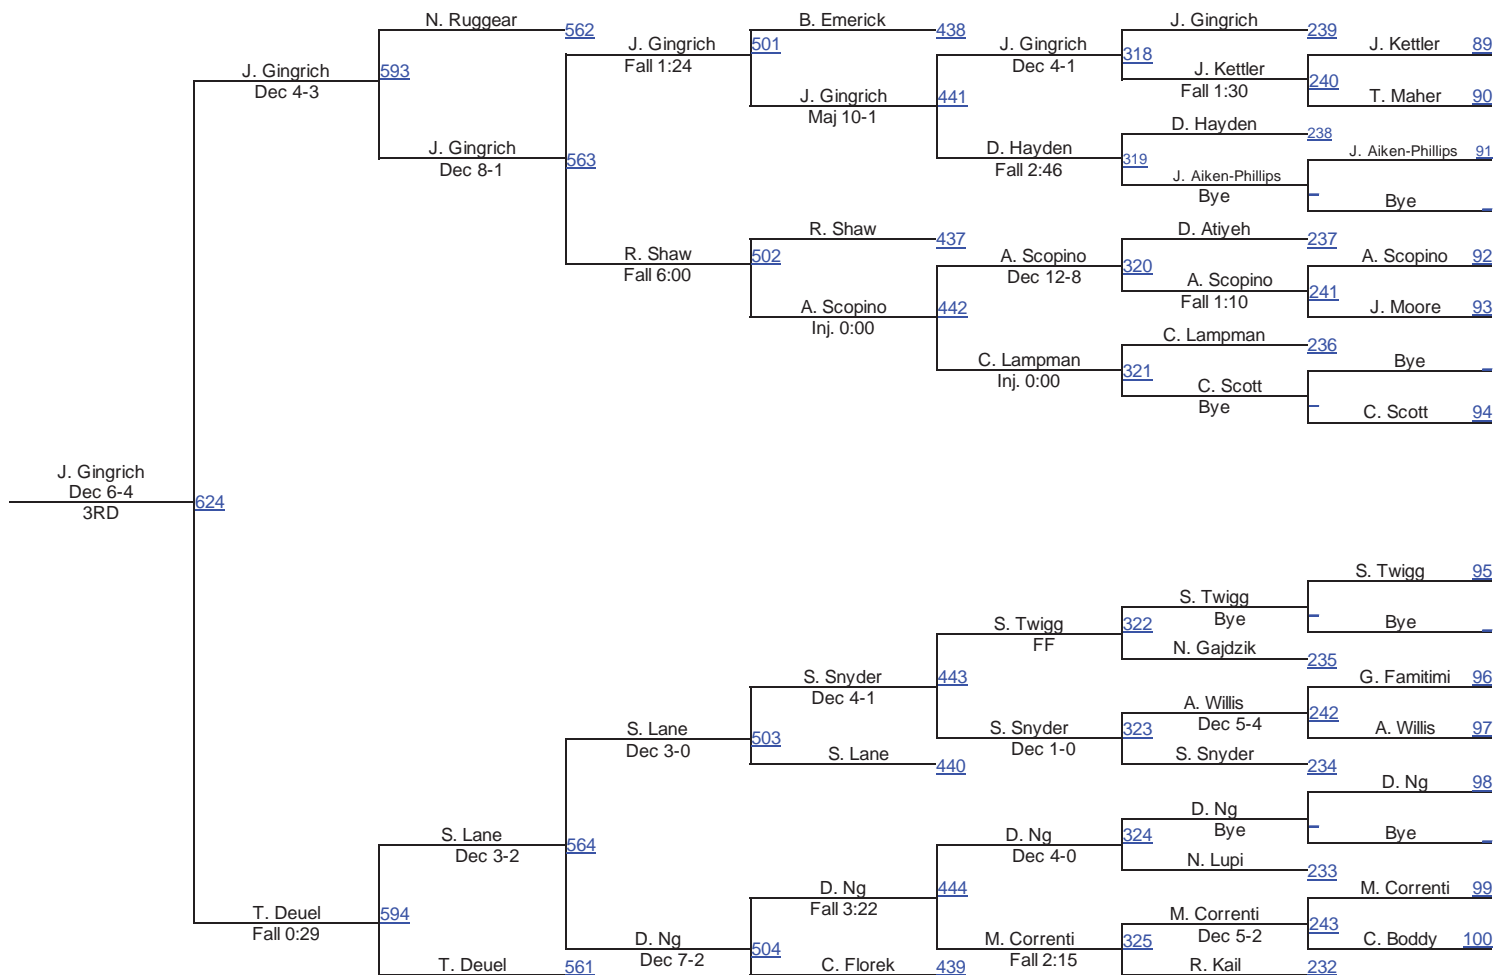 N. Ruggear 562
B. Emerick 438
J. Gingrich 239
J. Gingrich 501
J. Gingrich 318
J. Kettler 89
Fall 1:24
Dec 4-1
J. Gingrich 593
J. Kettler 240
Dec 4-3
Fall 1:30
J. Gingrich 441
T. Maher 90
Maj 10-1
D. Hayden 238
J. Gingrich 563
D. Hayden 319
J. Aiken-Phillips 91
Dec 8-1
Fall 2:46
J. Aiken-Phillips
Bye
Bye
R. Shaw 437
D. Atiyeh 237
R. Shaw 502
A. Scopino 320
A. Scopino 92
Fall 6:00
Dec 12-8
A. Scopino 241
Fall 1:10
A. Scopino 442
J. Moore 93
Inj. 0:00
C. Lampman 236
C. Lampman 321
Bye
Inj. 0:00
C. Scott
Bye
C. Scott 94
J. Gingrich
Dec 6-4
3RD
624
S. Twigg 95
S. Twigg
Bye
S. Twigg 322
Bye
FF
N. Gajdzik 235
S. Snyder 443
G. Famitimi 96
Dec 4-1
A. Willis 242
Dec 5-4
S. Lane 503
S. Snyder 323
A. Willis 97
Dec 3-0
Dec 1-0
S. Lane 440
S. Snyder 234
D. Ng 98
D. Ng
Bye
S. Lane 564
D. Ng 324
Bye
Dec 3-2
Dec 4-0
N. Lupi 233
D. Ng 444
M. Correnti 99
Fall 3:22
T. Deuel 594
M. Correnti 243
Fall 0:29
Dec 5-2
D. Ng 504
M. Correnti 325
C. Boddy 100
Dec 7-2
Fall 2:15
T. Deuel 561
C. Florek 439
R. Kail 232